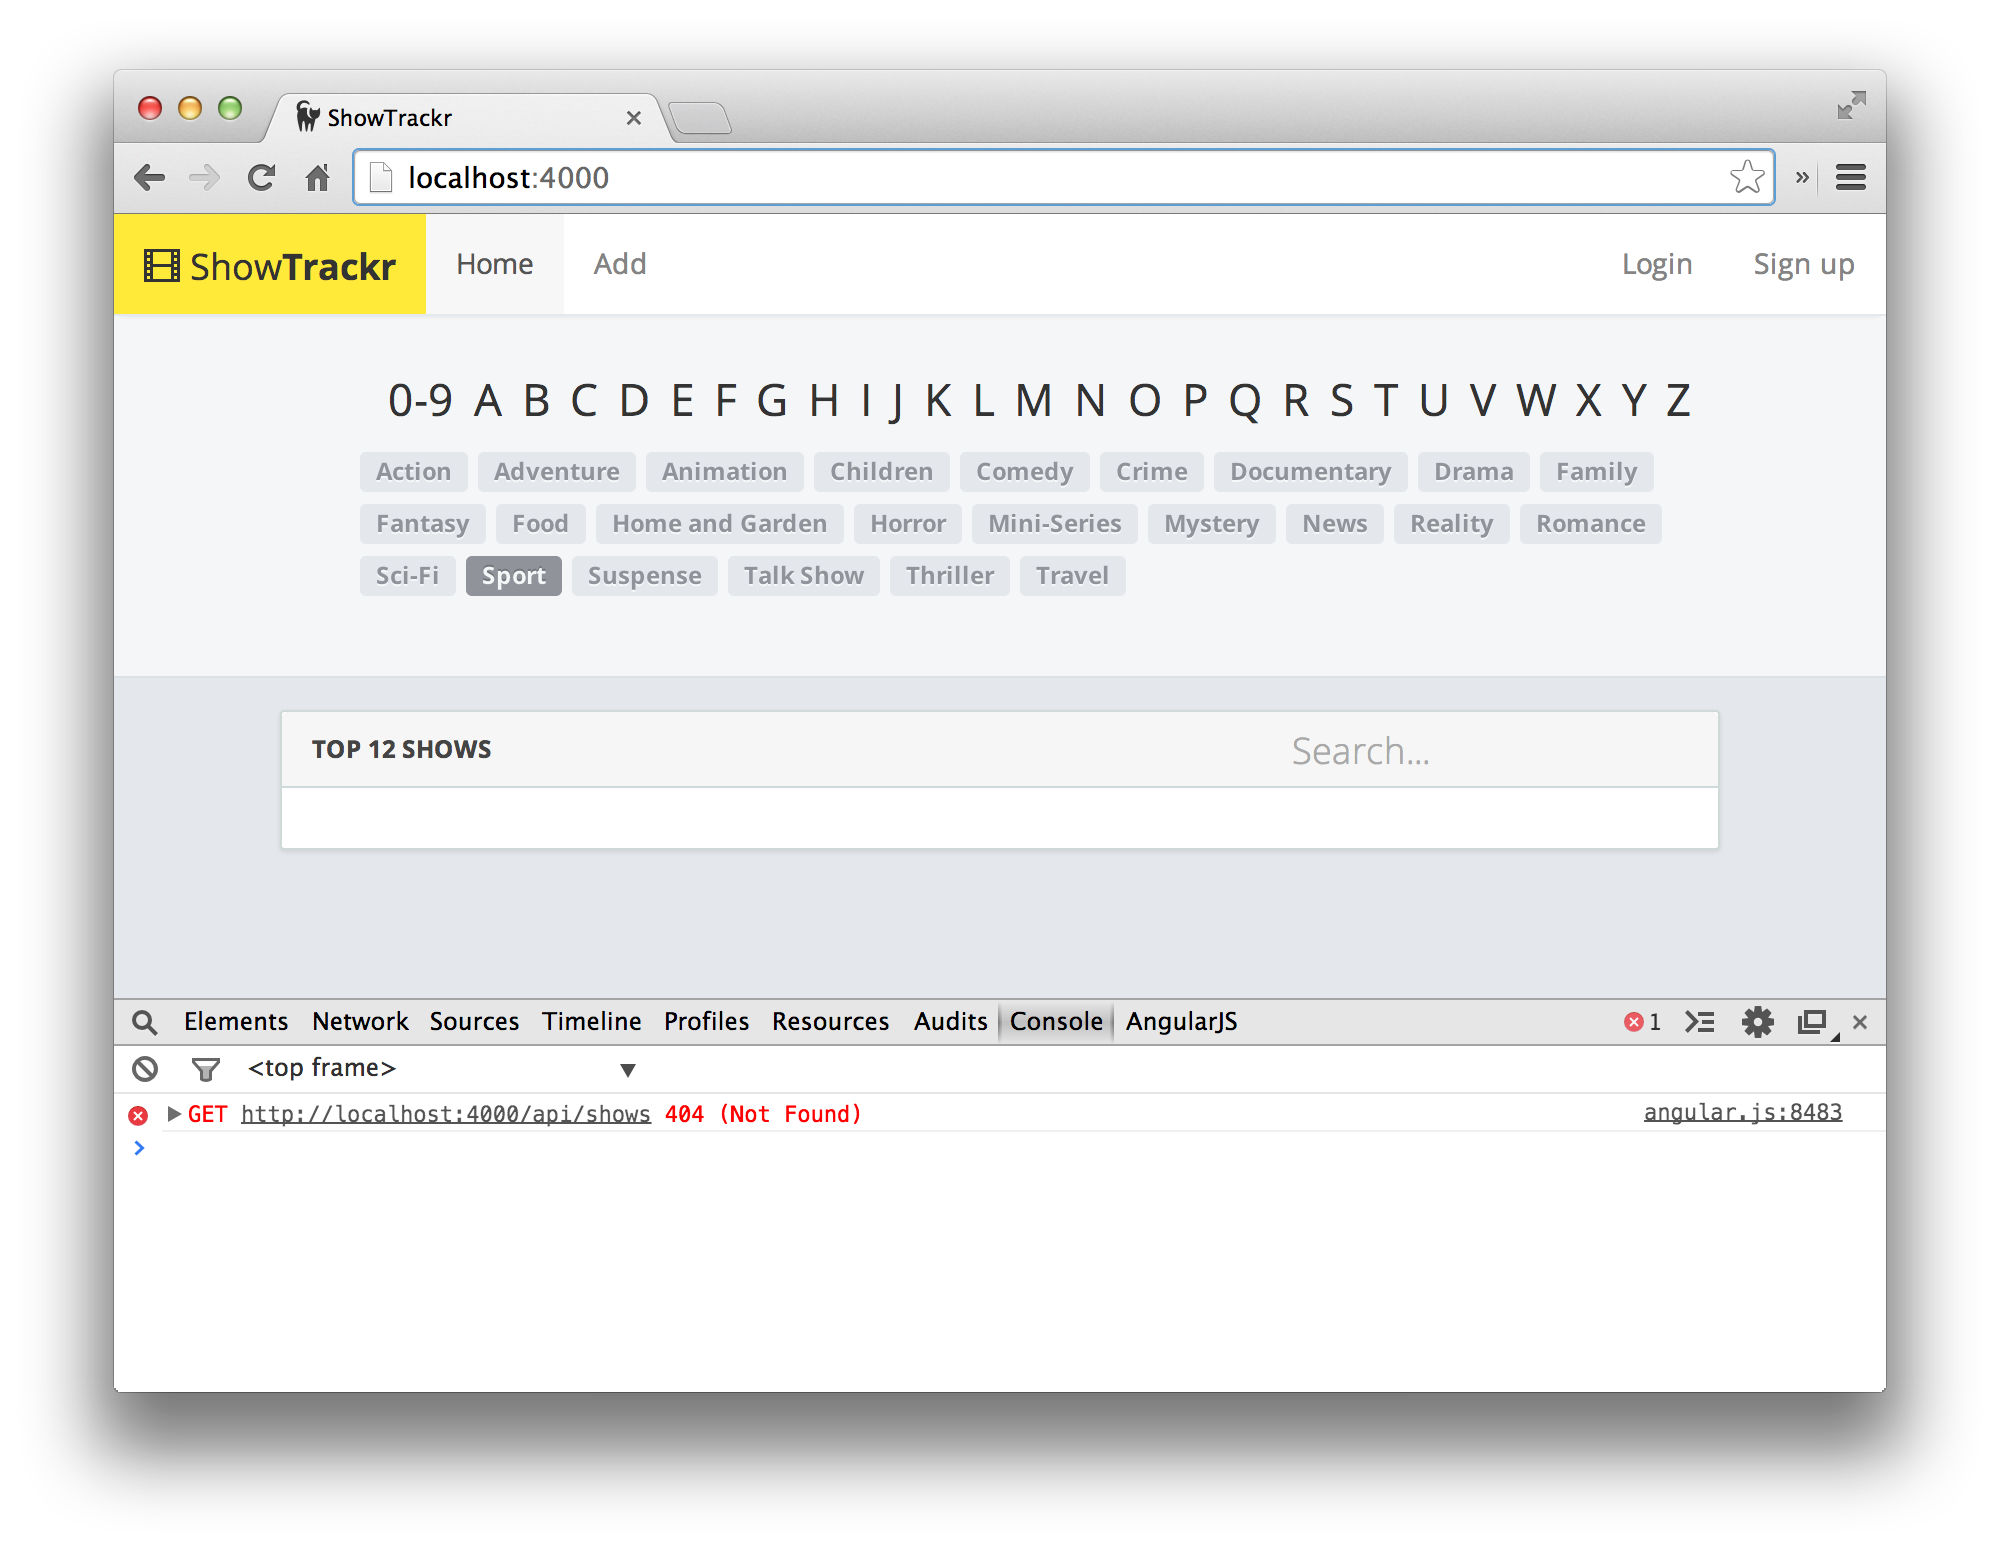 ShowTrackr
localhost:4000
ShowTrackr Home Add Login Sign up
0-9 A B C D E F G H I J K L M N O P Q R S T U V W X Y Z
Action Adventure Animation Children Comedy Crime Documentary Drama Family
Fantasy Food Home and Garden Horror Mini-Series Mystery News Reality Romance
Sci-Fi Sport Suspense Talk Show Thriller Travel
TOP 12 SHOWS Search...
Elements Network Sources Timeline Profiles Resources Audits Console AngularJS 1
<top frame>
GET http://localhost:4000/api/shows 404 (Not Found) angular.js:8483